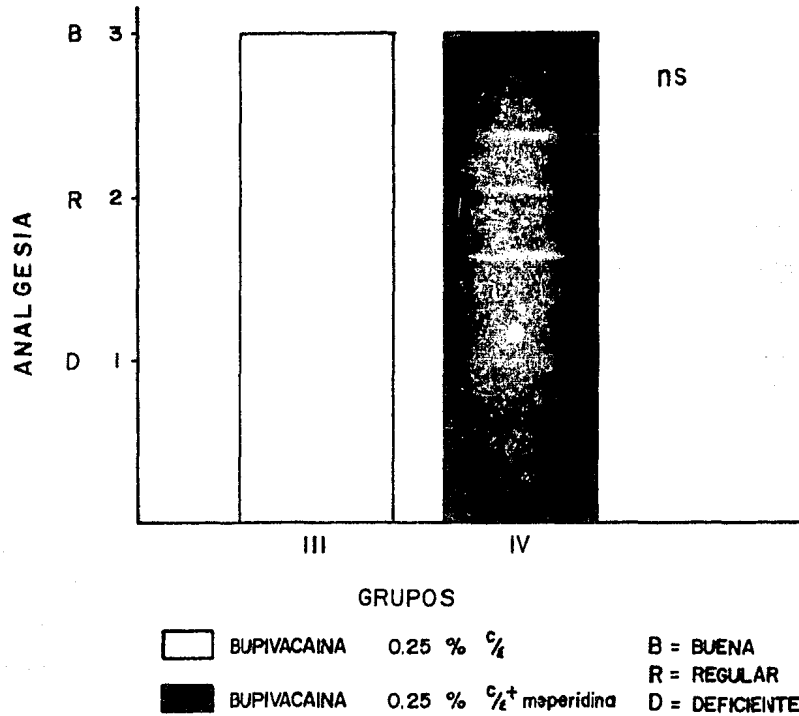 B 3
ns
R 2
ANALGESIA
D 1
III IV
GRUPOS
BUPIVACAINA 0.25 % c/ε
B = BUENA
R = REGULAR
BUPIVACAINA 0.25 % c/ε + meperidina
D = DEFICIENTE